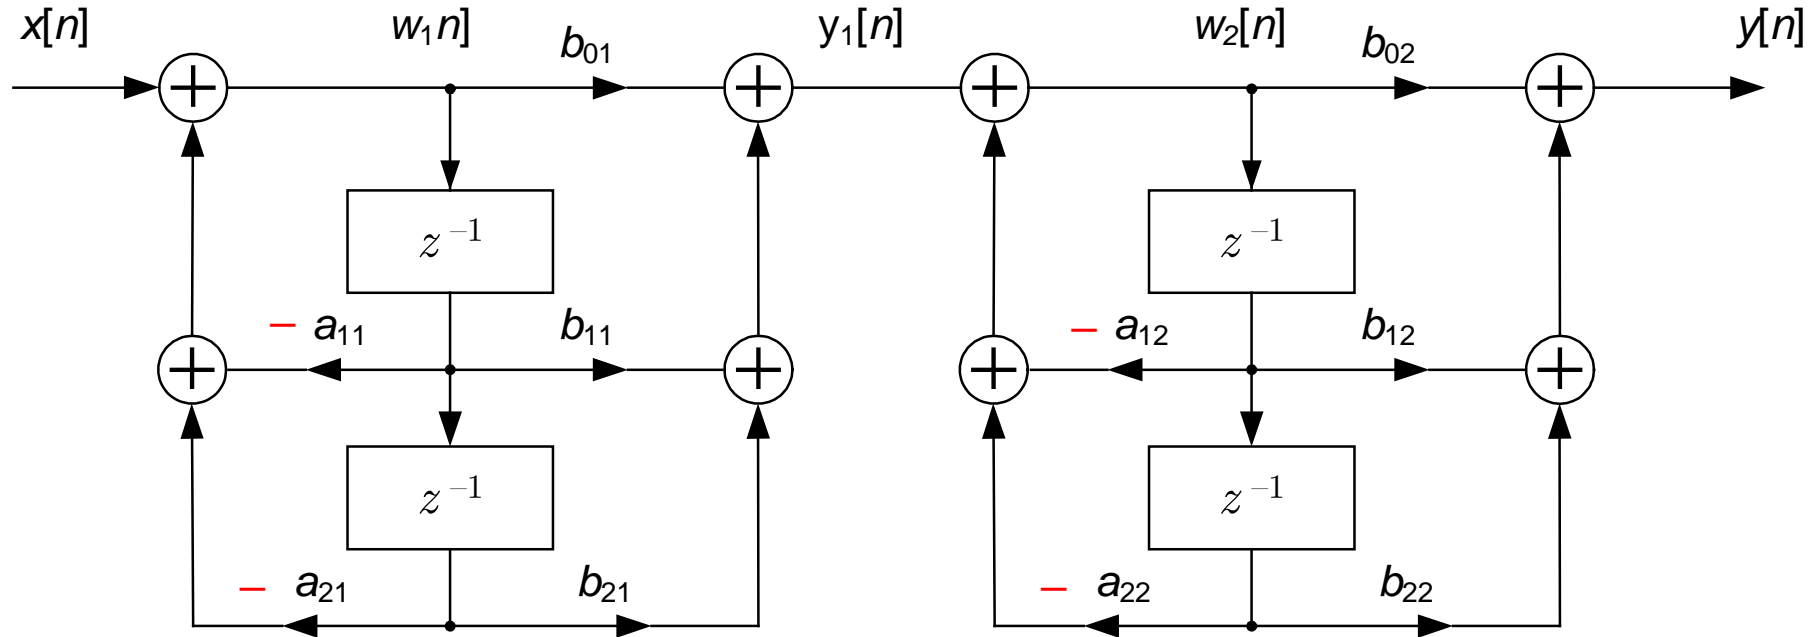 x[n] w₁n] b₀₁ y₁[n] w₂[n] b₀₂ y[n]
z⁻¹ z⁻¹
– a₁₁ b₁₁ – a₁₂ b₁₂
z⁻¹ z⁻¹
– a₂₁ b₂₁ – a₂₂ b₂₂